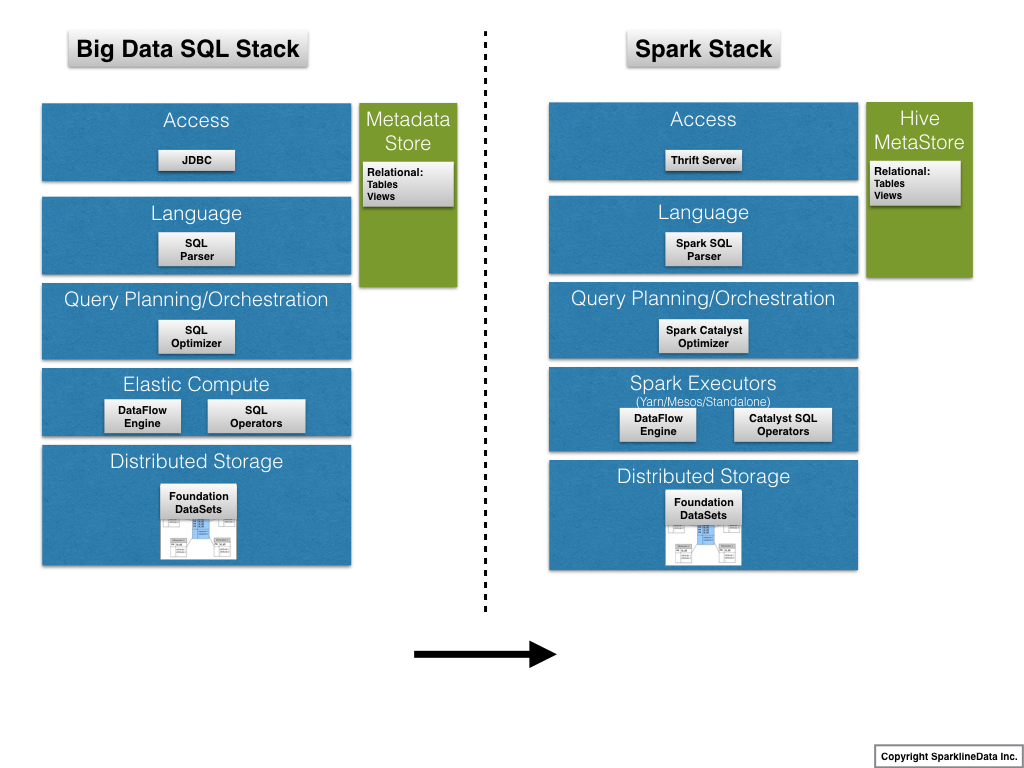 Big Data SQL Stack
Access
JDBC
Metadata
Store
Relational:
Tables
Views
Language
SQL
Parser
Query Planning/Orchestration
SQL
Optimizer
Elastic Compute
DataFlow
Engine
SQL
Operators
Distributed Storage
Foundation
DataSets
Spark Stack
Access
Thrift Server
Hive
MetaStore
Relational:
Tables
Views
Language
Spark SQL
Parser
Query Planning/Orchestration
Spark Catalyst
Optimizer
Spark Executors
(Yarn/Mesos/Standalone)
DataFlow
Engine
Catalyst SQL
Operators
Distributed Storage
Foundation
DataSets
Copyright SparklineData Inc.